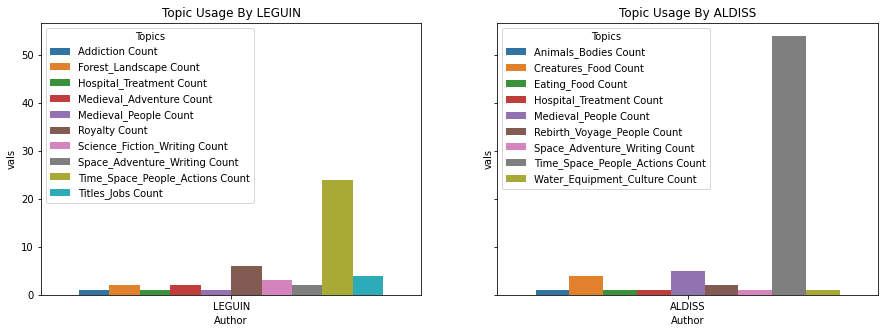 Topic Usage By LEGUIN
Topics
Addiction Count
Forest_Landscape Count
Hospital_Treatment Count
Medieval_Adventure Count
Medieval_People Count
Royalty Count
Science_Fiction_Writing Count
Space_Adventure_Writing Count
Time_Space_People_Actions Count
Titles_Jobs Count
vals
50
40
30
20
10
0
LEGUIN
Author
Topic Usage By ALDISS
Topics
Animals_Bodies Count
Creatures_Food Count
Eating_Food Count
Hospital_Treatment Count
Medieval_People Count
Rebirth_Voyage_People Count
Space_Adventure_Writing Count
Time_Space_People_Actions Count
Water_Equipment_Culture Count
vals
ALDISS
Author